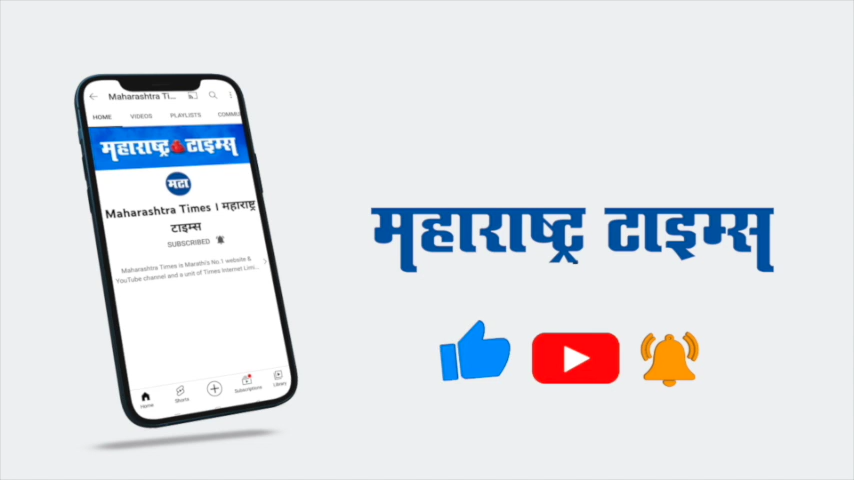 Maharashtra Ti...
HOME VIDEOS PLAYLISTS COMMU
महाराष्ट्र टाइम्स
मटा
Maharashtra Times । महाराष्ट्र
टाइम्स
SUBSCRIBED
Maharashtra Times is Marathi's No.1 website &
YouTube channel and a unit of Times Internet Limi...
Home Shorts Subscriptions Library
महाराष्ट्र टाइम्स